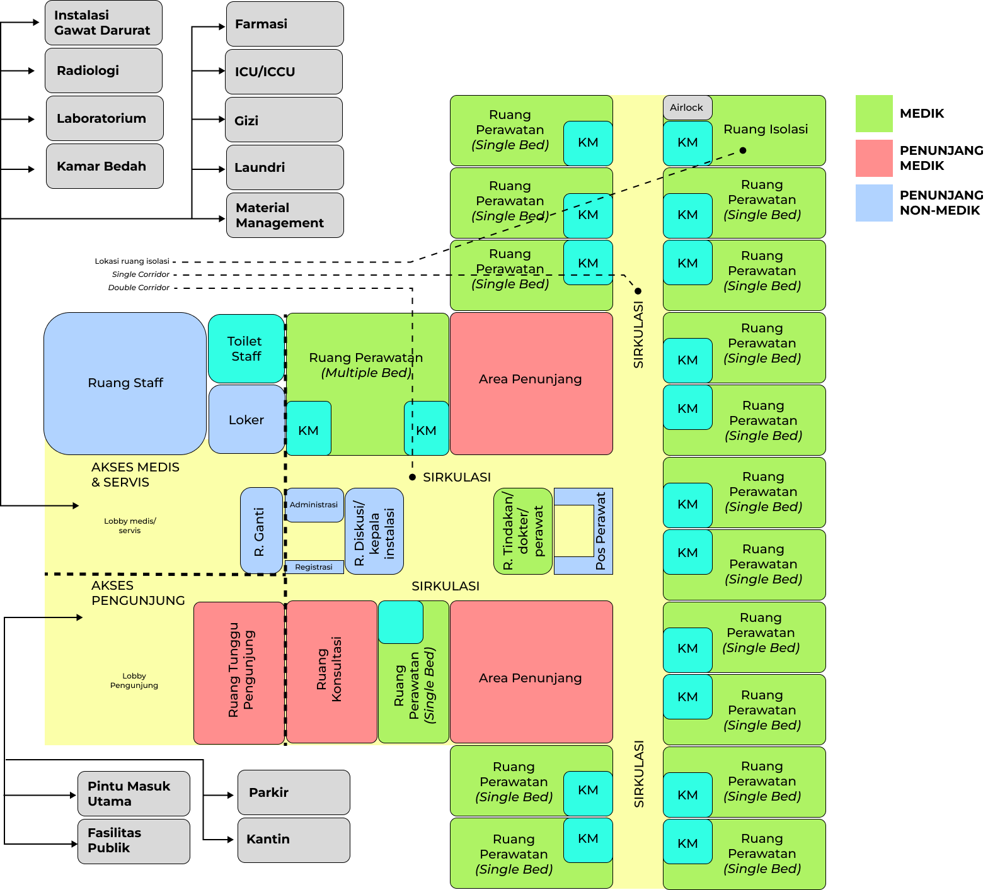 Instalasi
Gawat Darurat
Radiologi
Laboratorium
Kamar Bedah
Farmasi
ICU/ICCU
Gizi
Laundri
Material
Management
MEDIK
PENUNJANG
MEDIK
PENUNJANG
NON-MEDIK
Lokasi ruang isolasi
Single Corridor
Double Corridor
Ruang
Perawatan
(Single Bed)
KM
Ruang
Perawatan
(Single Bed)
KM
Ruang
Perawatan
(Single Bed)
KM
SIRKULASI
Airlock
KM
Ruang Isolasi
KM
Ruang
Perawatan
(Single Bed)
KM
Ruang
Perawatan
(Single Bed)
KM
Ruang
Perawatan
(Single Bed)
KM
Ruang
Perawatan
(Single Bed)
KM
Ruang
Perawatan
(Single Bed)
KM
Ruang
Perawatan
(Single Bed)
KM
Ruang
Perawatan
(Single Bed)
KM
Ruang
Perawatan
(Single Bed)
KM
Ruang
Perawatan
(Single Bed)
KM
Ruang
Perawatan
(Single Bed)
Ruang Staff
Toilet
Staff
Loker
Ruang Perawatan
(Multiple Bed)
KM
KM
Area Penunjang
AKSES MEDIS
& SERVIS
Lobby medis/
servis
SIRKULASI
R. Ganti
Administrasi
Registrasi
R. Diskusi/
kepala
instalasi
R. Tindakan/
dokter/
perawat
Pos Perawat
SIRKULASI
AKSES
PENGUNJUNG
Lobby
Pengunjung
Ruang Tunggu
Pengunjung
Ruang
Konsultasi
Ruang
Perawatan
(Single Bed)
Area Penunjang
SIRKULASI
Ruang
Perawatan
(Single Bed)
KM
Ruang
Perawatan
(Single Bed)
KM
Pintu Masuk
Utama
Fasilitas
Publik
Parkir
Kantin